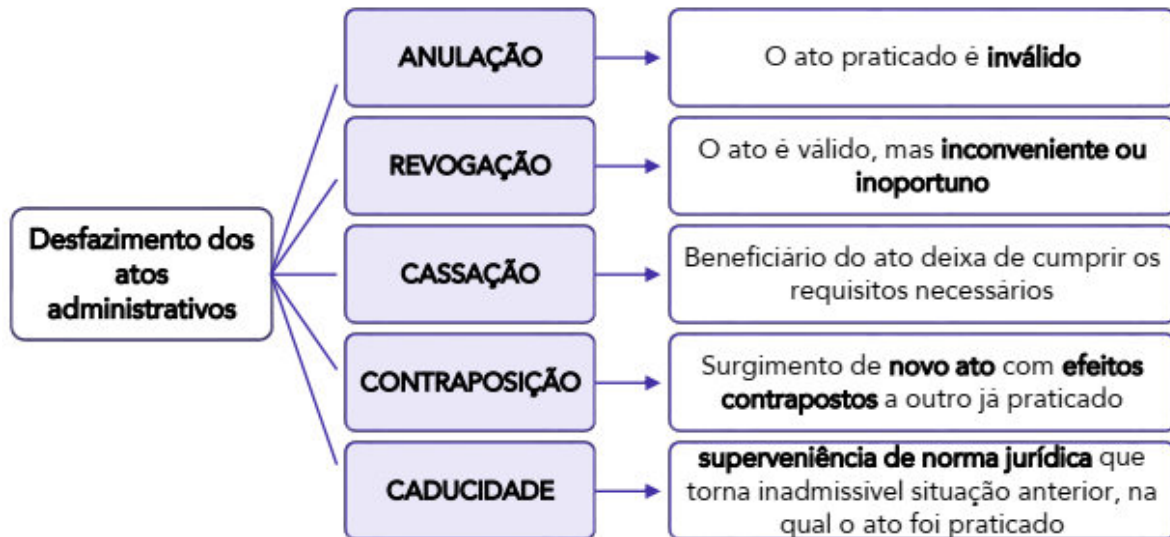 Desfazimento dos
atos
administrativos
ANULAÇÃO
O ato praticado é inválido
REVOGAÇÃO
O ato é válido, mas inconveniente ou
inoportuno
CASSAÇÃO
Beneficiário do ato deixa de cumprir os
requisitos necessários
CONTRAPOSIÇÃO
Surgimento de novo ato com efeitos
contrapostos a outro já praticado
CADUCIDADE
superveniência de norma jurídica que
torna inadmissível situação anterior, na
qual o ato foi praticado